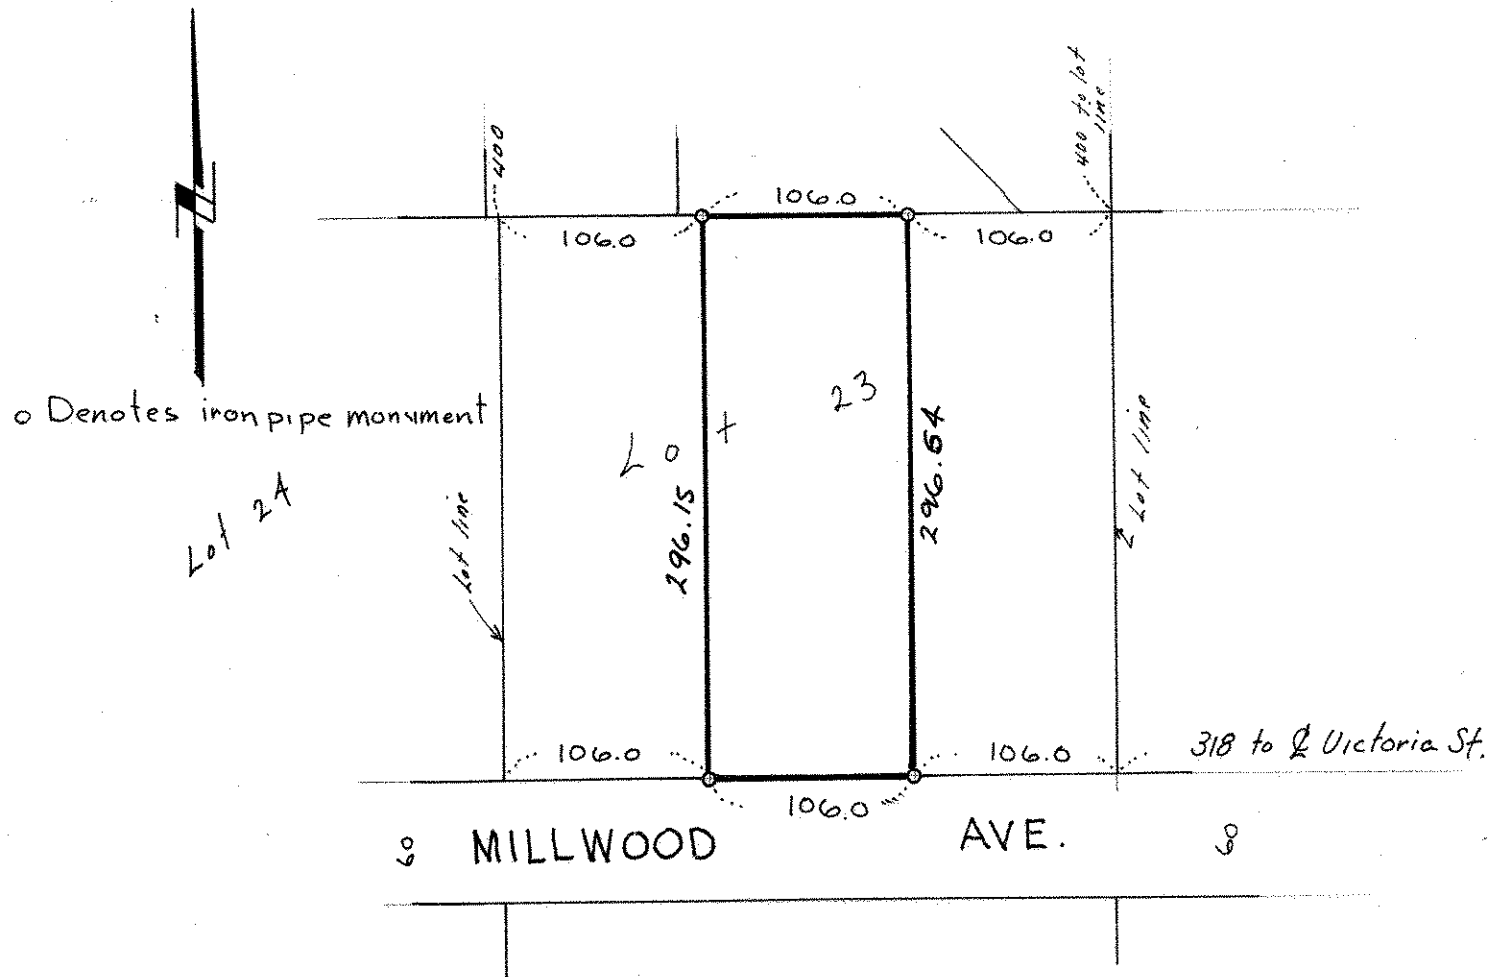 400
400 to lot
line
106.0
106.0
106.0
o Denotes iron pipe monument
Lot 23
Lot 24
Lot line
296.15
296.64
Lot line
106.0
106.0
318 to ℄ Victoria St.
106.0
60 MILLWOOD AVE. 60